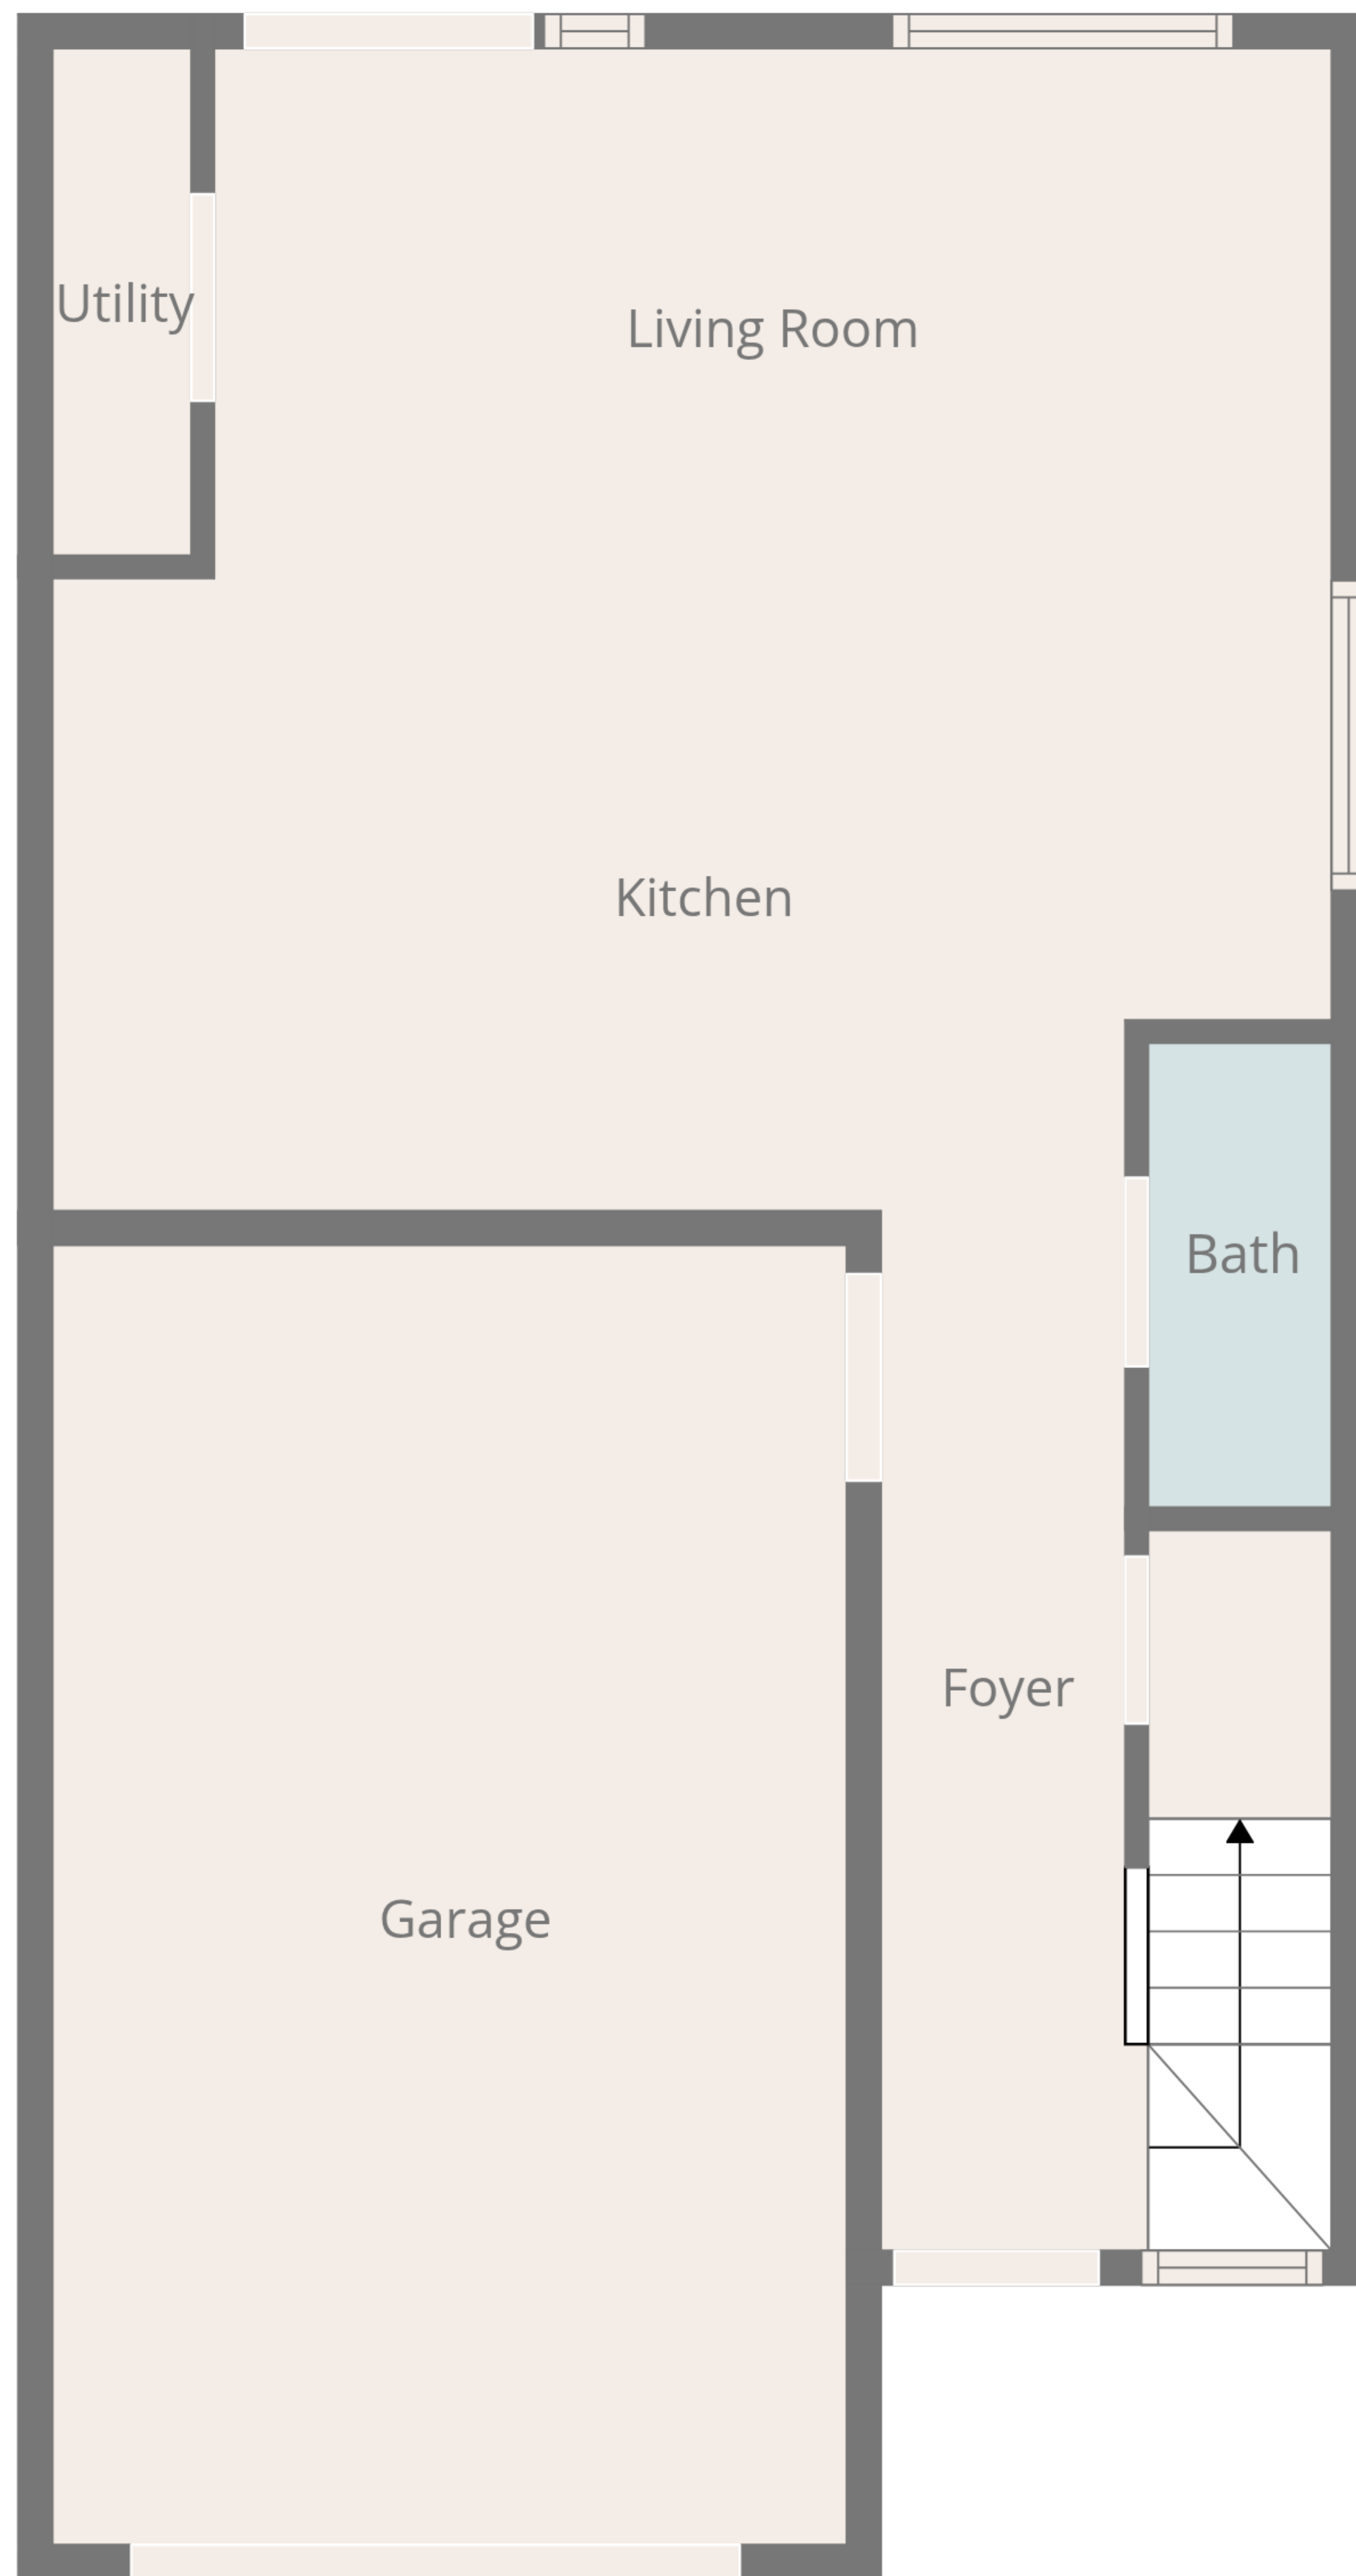 Utility
Living Room
Kitchen
Bath
Foyer
Garage